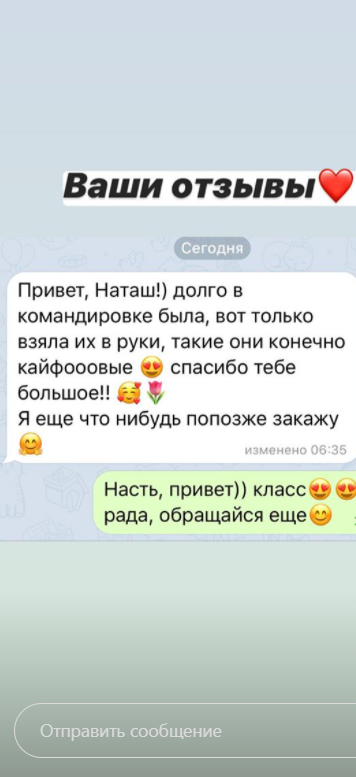 Ваши отзывы❤️
Сегодня
Привет, Наташ!) долго в
командировке была, вот только
взяла их в руки, такие они конечно
кайфооовые 😍 спасибо тебе
большое!! 🥰🌷
Я еще что нибудь попозже закажу
🤗
изменено 06:35
Насть, привет)) класс😍😍
рада, обращайся еще😊
Отправить сообщение